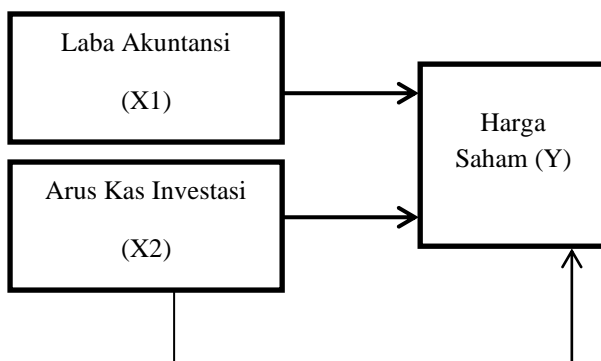 Laba Akuntansi
(X1)
Harga
Saham (Y)
Arus Kas Investasi
(X2)